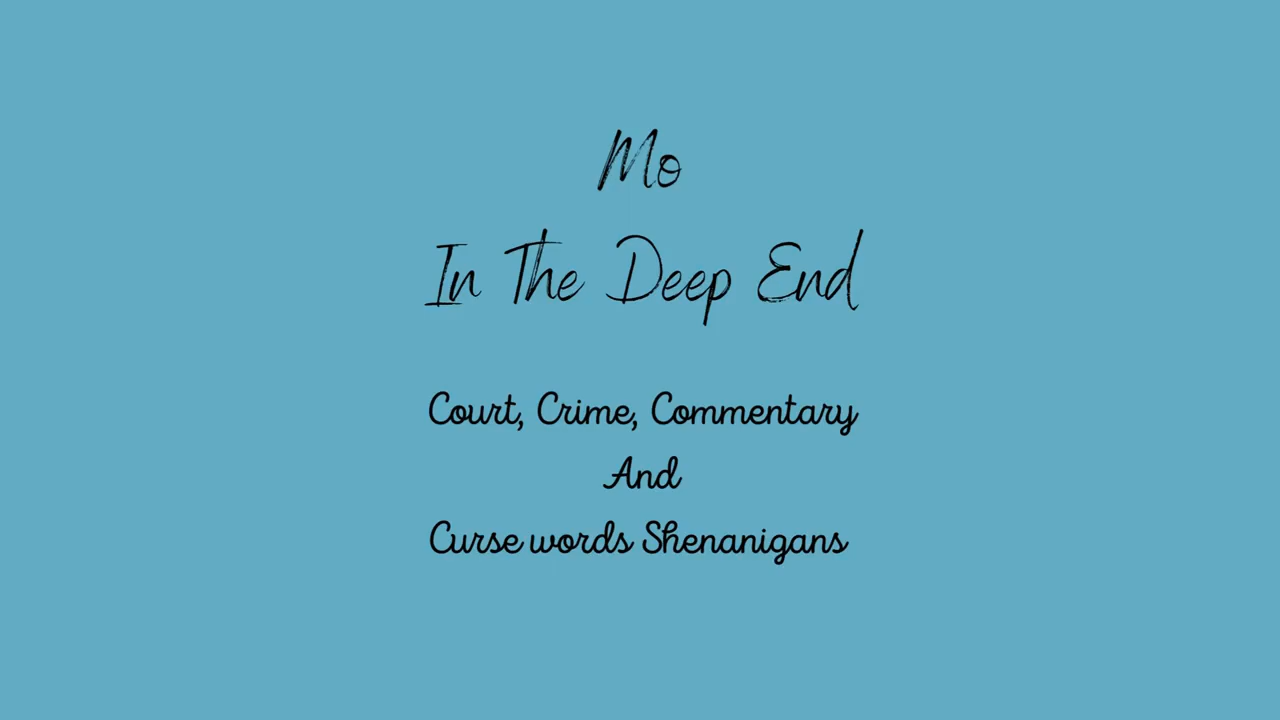 Mo
In The Deep End
Court, Crime, Commentary
And
Curse words Shenanigans